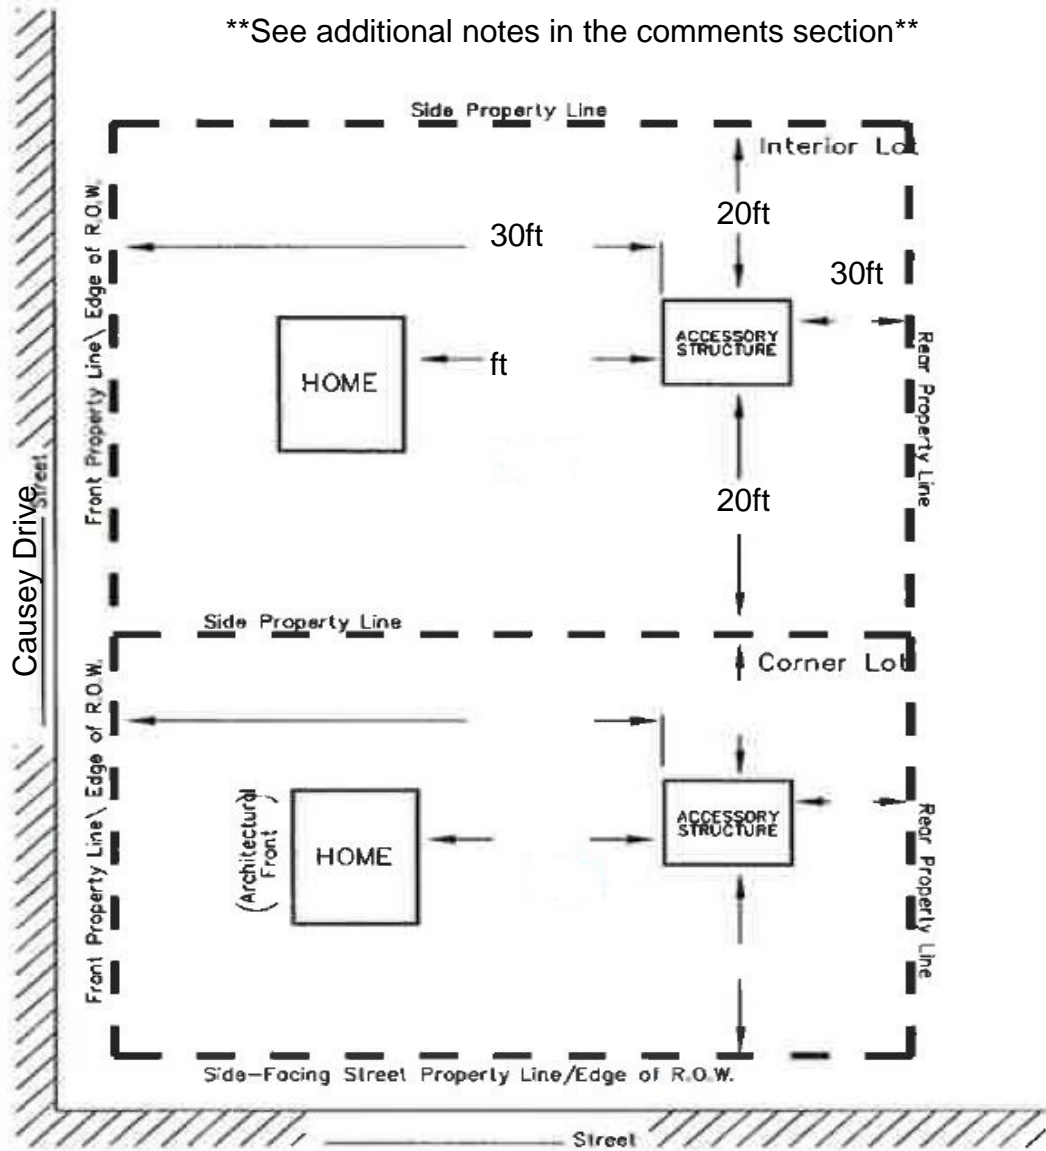 **See additional notes in the comments section**
Side Property Line
Interior Lot
Front Property Line\ Edge of R.O.W.
20ft
30ft
30ft
ACCESSORY
STRUCTURE
HOME
ft
Rear Property Line
20ft
Street
Causey Drive
Side Property Line
Corner Lot
Front Property Line\ Edge of R.O.W.
(Architectural
Front)
HOME
ACCESSORY
STRUCTURE
Rear Property Line
Side-Facing Street Property Line/Edge of R.O.W.
Street